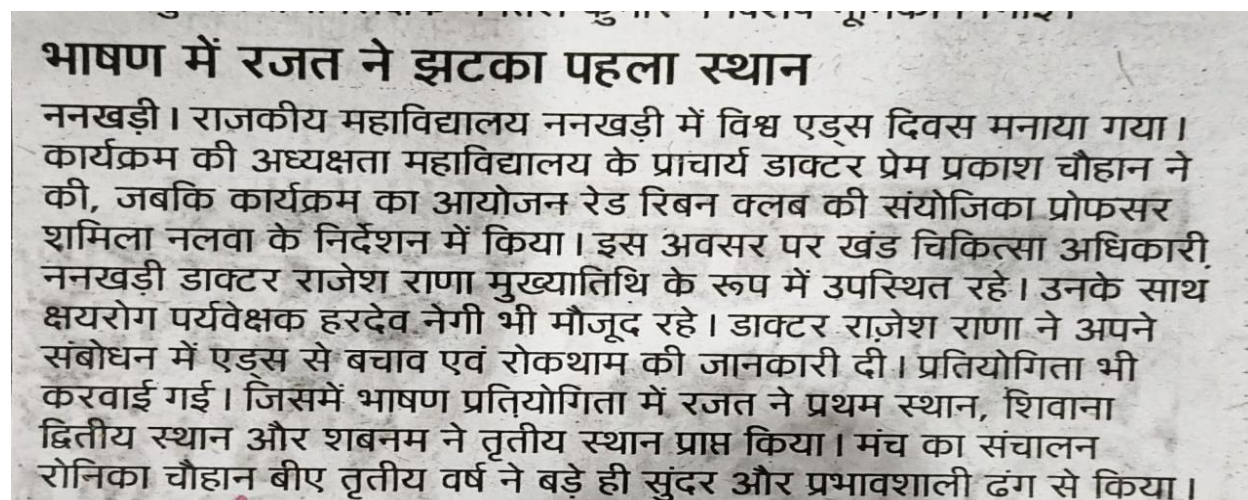 भाषण में रजत ने झटका पहला स्थान
ननखड़ी। राजकीय महाविद्यालय ननखड़ी में विश्व एड्स दिवस मनाया गया।
कार्यक्रम की अध्यक्षता महाविद्यालय के प्राचार्य डाक्टर प्रेम प्रकाश चौहान ने
की, जबकि कार्यक्रम का आयोजन रेड रिबन क्लब की संयोजिका प्रोफसर
शमिला नलवा के निर्देशन में किया। इस अवसर पर खंड चिकित्सा अधिकारी
ननखड़ी डाक्टर राजेश राणा मुख्यातिथि के रूप में उपस्थित रहे। उनके साथ
क्षयरोग पर्यवेक्षक हरदेव नेगी भी मौजूद रहे। डाक्टर राजेश राणा ने अपने
संबोधन में एड्स से बचाव एवं रोकथाम की जानकारी दी। प्रतियोगिता भी
करवाई गई। जिसमें भाषण प्रतियोगिता में रजत ने प्रथम स्थान, शिवाना
द्वितीय स्थान और शबनम ने तृतीय स्थान प्राप्त किया। मंच का संचालन
रोनिका चौहान बीए तृतीय वर्ष ने बड़े ही सुंदर और प्रभावशाली ढंग से किया।